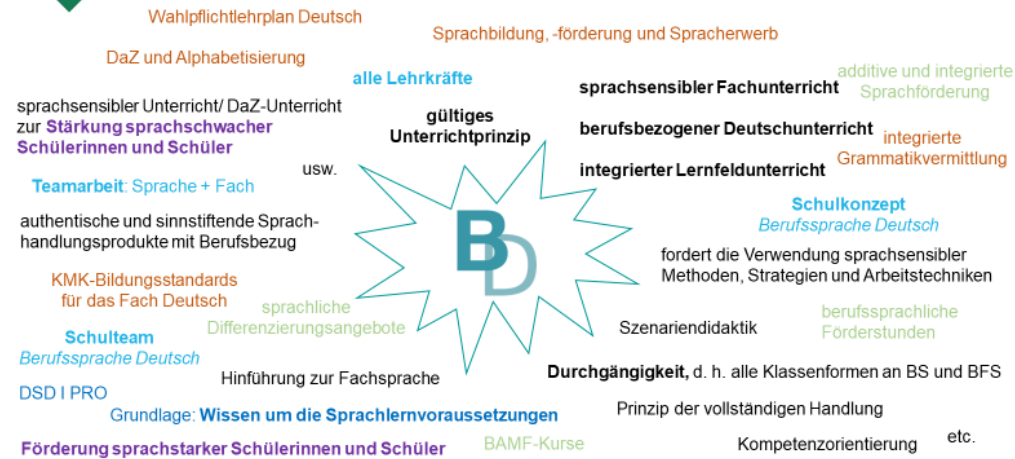 Wahlpflichtlehrplan Deutsch
Sprachbildung, -förderung und Spracherwerb
DaZ und Alphabetisierung
alle Lehrkräfte
sprachsensibler Fachunterricht
additive und integrierte
Sprachförderung
sprachsensibler Unterricht/ DaZ-Unterricht
zur Stärkung sprachschwacher
Schülerinnen und Schüler
gültiges
Unterrichtprinzip
berufsbezogener Deutschunterricht
integrierte
Grammatikvermittlung
usw.
integrierter Lernfeldunterricht
Teamarbeit: Sprache + Fach
Schulkonzept
Berufssprache Deutsch
authentische und sinnstiftende Sprach-
handlungsprodukte mit Berufsbezug
BD
fordert die Verwendung sprachsensibler
Methoden, Strategien und Arbeitstechniken
KMK-Bildungsstandards
für das Fach Deutsch
sprachliche
Differenzierungsangebote
Szenariendidaktik
berufssprachliche
Förderstunden
Schulteam
Berufssprache Deutsch
Hinführung zur Fachsprache
Durchgängigkeit, d. h. alle Klassenformen an BS und BFS
DSD I PRO
Grundlage: Wissen um die Sprachlernvoraussetzungen
Prinzip der vollständigen Handlung
Förderung sprachstarker Schülerinnen und Schüler
BAMF-Kurse
Kompetenzorientierung
etc.